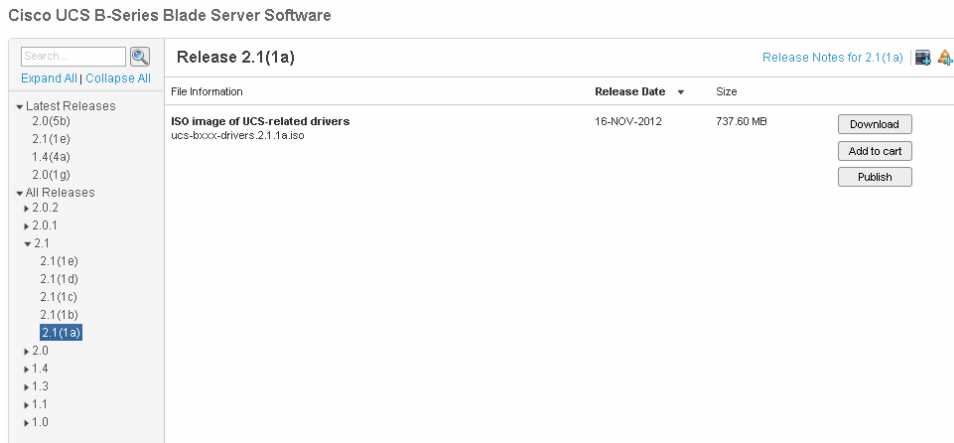 Cisco UCS B-Series Blade Server Software
Search...
Expand All | Collapse All
Latest Releases
2.0(5b)
2.1(1e)
1.4(4a)
2.0(1g)
All Releases
2.0.2
2.0.1
2.1
2.1(1e)
2.1(1d)
2.1(1c)
2.1(1b)
2.1(1a)
2.0
1.4
1.3
1.1
1.0
Release 2.1(1a)
Release Notes for 2.1(1a)
File Information Release Date Size
ISO image of UCS-related drivers 16-NOV-2012 737.60 MB
ucs-bxxx-drivers.2.1.1a.iso
Download
Add to cart
Publish